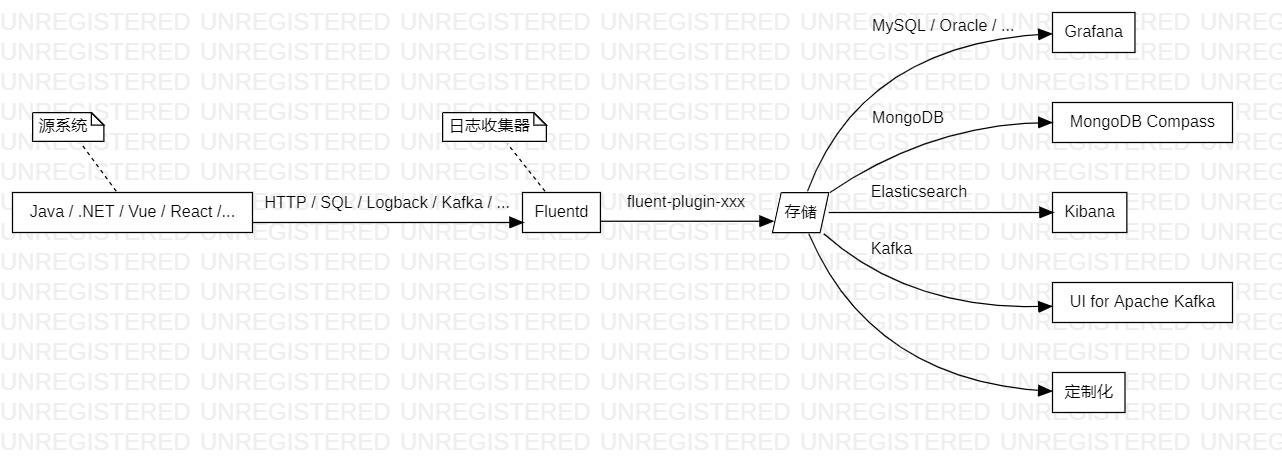 源系统
Java / .NET / Vue / React /...
HTTP / SQL / Logback / Kafka / ...
日志收集器
Fluentd
fluent-plugin-xxx
存储
MySQL / Oracle / ...
Grafana
MongoDB
MongoDB Compass
Elasticsearch
Kibana
Kafka
UI for Apache Kafka
定制化
UNREGISTERED UNREGISTERED UNREGISTERED UNREGISTERED UNREGISTERED UNREGISTERED UNREGISTERED